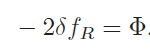 − 2δf_R = Φ.